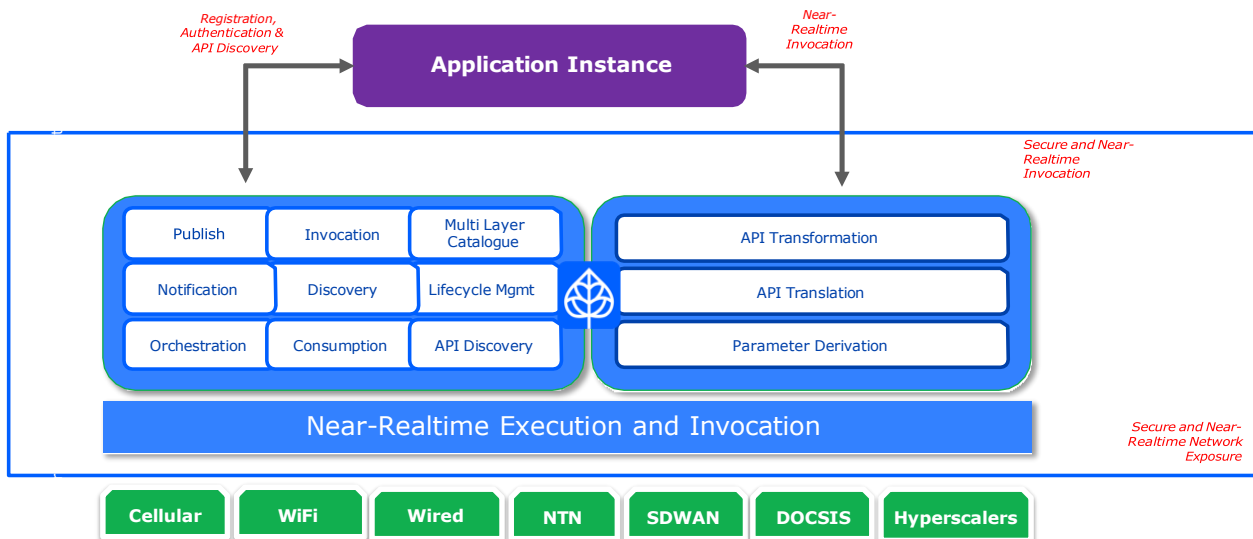 Registration,
Authentication &
API Discovery
Near-
Realtime
Invocation
Application Instance
Secure and Near-
Realtime
Invocation
Publish
Invocation
Multi Layer
Catalogue
Notification
Discovery
Lifecycle Mgmt
Orchestration
Consumption
API Discovery
API Transformation
API Translation
Parameter Derivation
Near-Realtime Execution and Invocation
Secure and Near-
Realtime Network
Exposure
Cellular
WiFi
Wired
NTN
SDWAN
DOCSIS
Hyperscalers